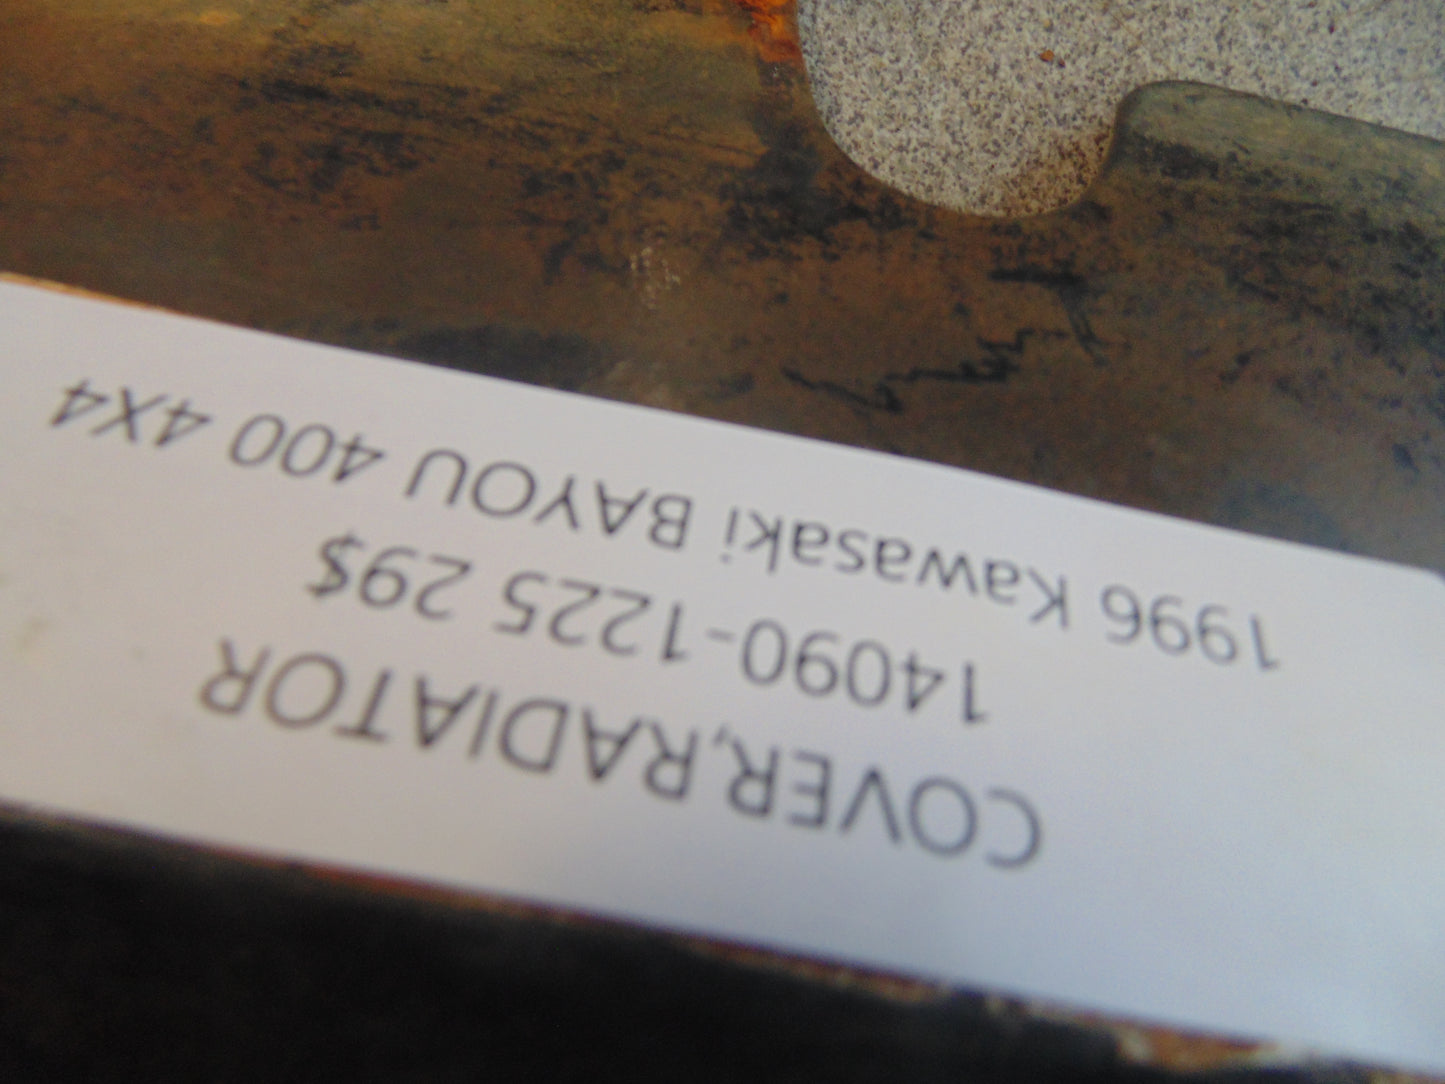 COVER,RADIATOR
14090-1225 29$
1996 Kawasaki BAYOU 400 4X4